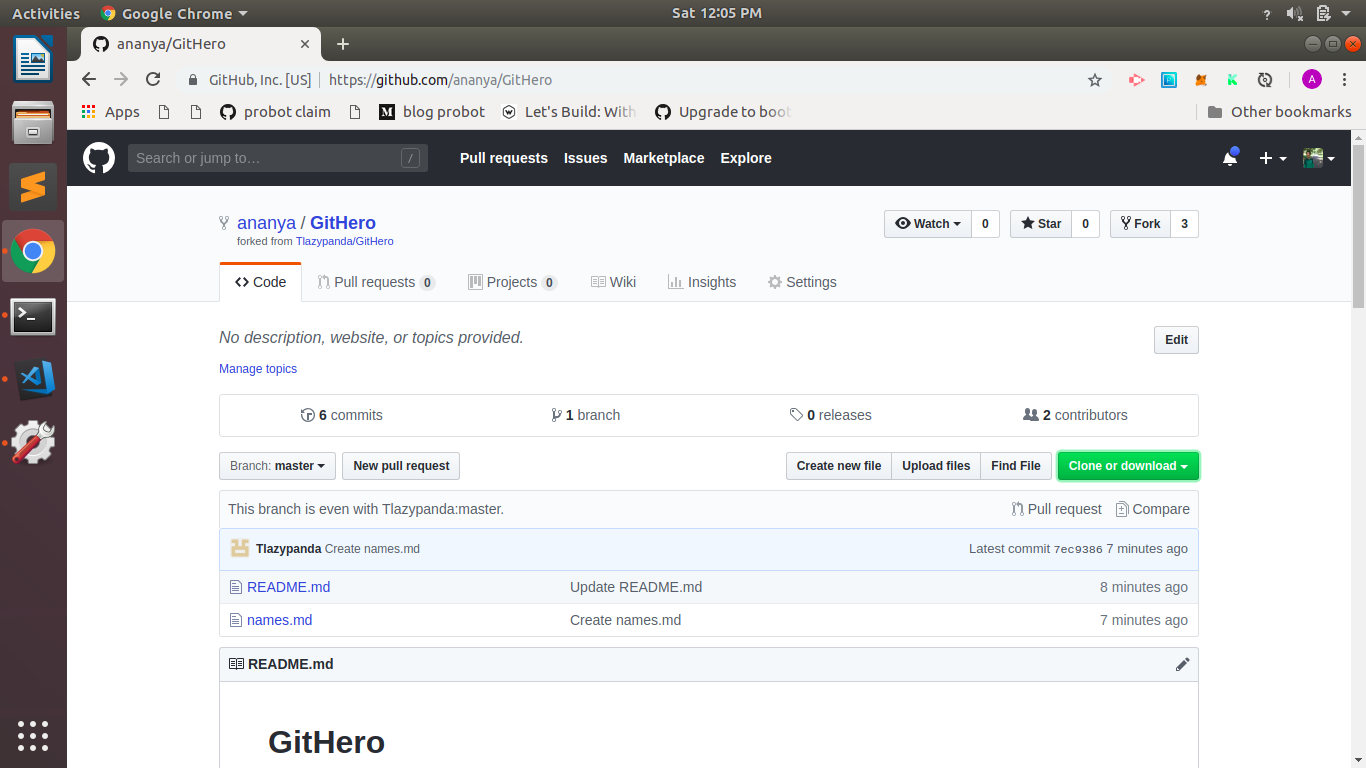 Activities Google Chrome Sat 12:05 PM ?
ananya/GitHero
GitHub, Inc. [US] https://github.com/ananya/GitHero A
Apps probot claim M blog probot Let's Build: With Upgrade to boot Other bookmarks
Search or jump to… / Pull requests Issues Marketplace Explore
ananya / GitHero Watch 0 Star 0 Fork 3
forked from Tlazypanda/GitHero
Code Pull requests 0 Projects 0 Wiki Insights Settings
No description, website, or topics provided. Edit
Manage topics
6 commits 1 branch 0 releases 2 contributors
Branch: master New pull request Create new file Upload files Find File Clone or download
This branch is even with Tlazypanda:master. Pull request Compare
Tlazypanda Create names.md Latest commit 7ec9386 7 minutes ago
README.md Update README.md 8 minutes ago
names.md Create names.md 7 minutes ago
README.md
GitHero